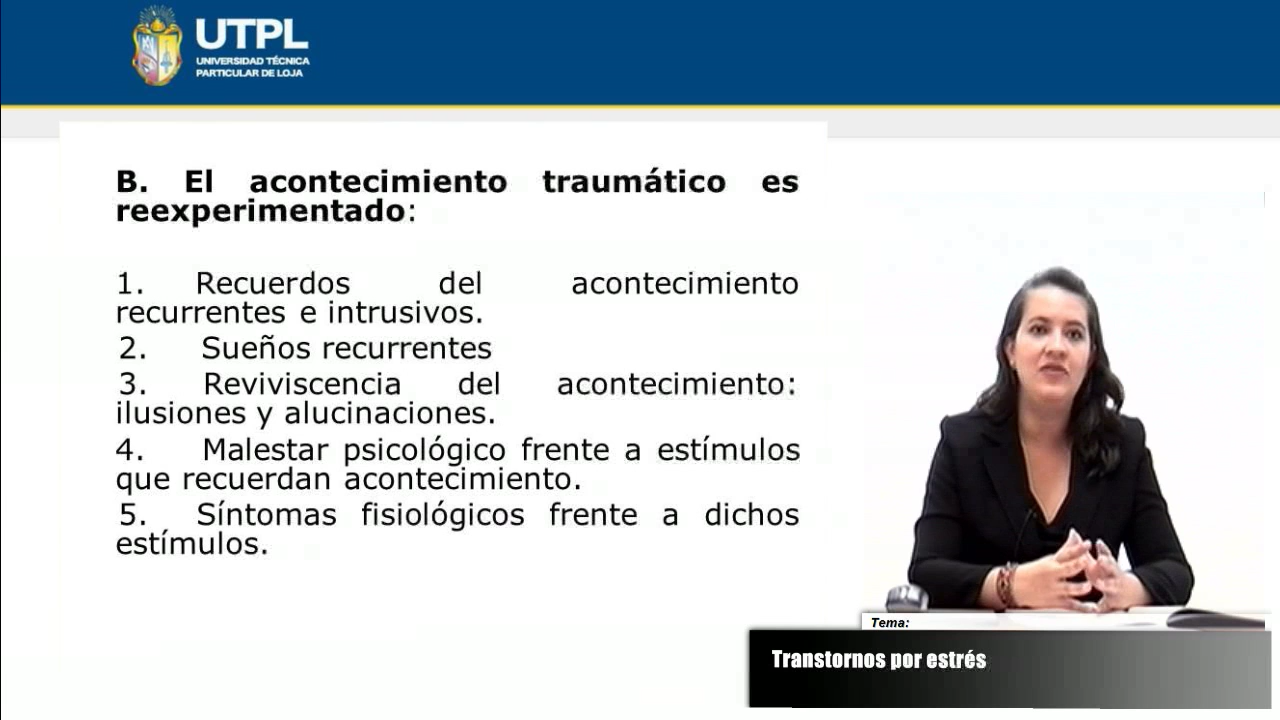 UTPL
UNIVERSIDAD TÉCNICA
PARTICULAR DE LOJA
B. El acontecimiento traumático es
reexperimentado:
1. Recuerdos del acontecimiento
recurrentes e intrusivos.
2. Sueños recurrentes
3. Reviviscencia del acontecimiento:
ilusiones y alucinaciones.
4. Malestar psicológico frente a estímulos
que recuerdan acontecimiento.
5. Síntomas fisiológicos frente a dichos
estímulos.
Tema:
Transtornos por estrés